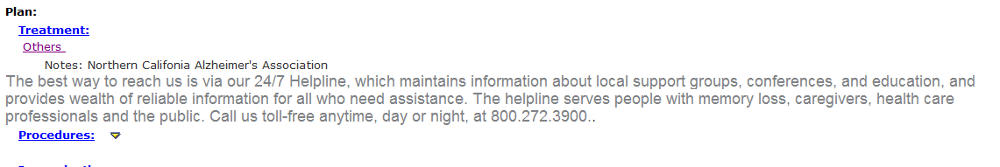 Plan:
Treatment:
Others
Notes: Northern Califonia Alzheimer's Association
The best way to reach us is via our 24/7 Helpline, which maintains information about local support groups, conferences, and education, and
provides wealth of reliable information for all who need assistance. The helpline serves people with memory loss, caregivers, health care
professionals and the public. Call us toll-free anytime, day or night, at 800.272.3900..
Procedures: